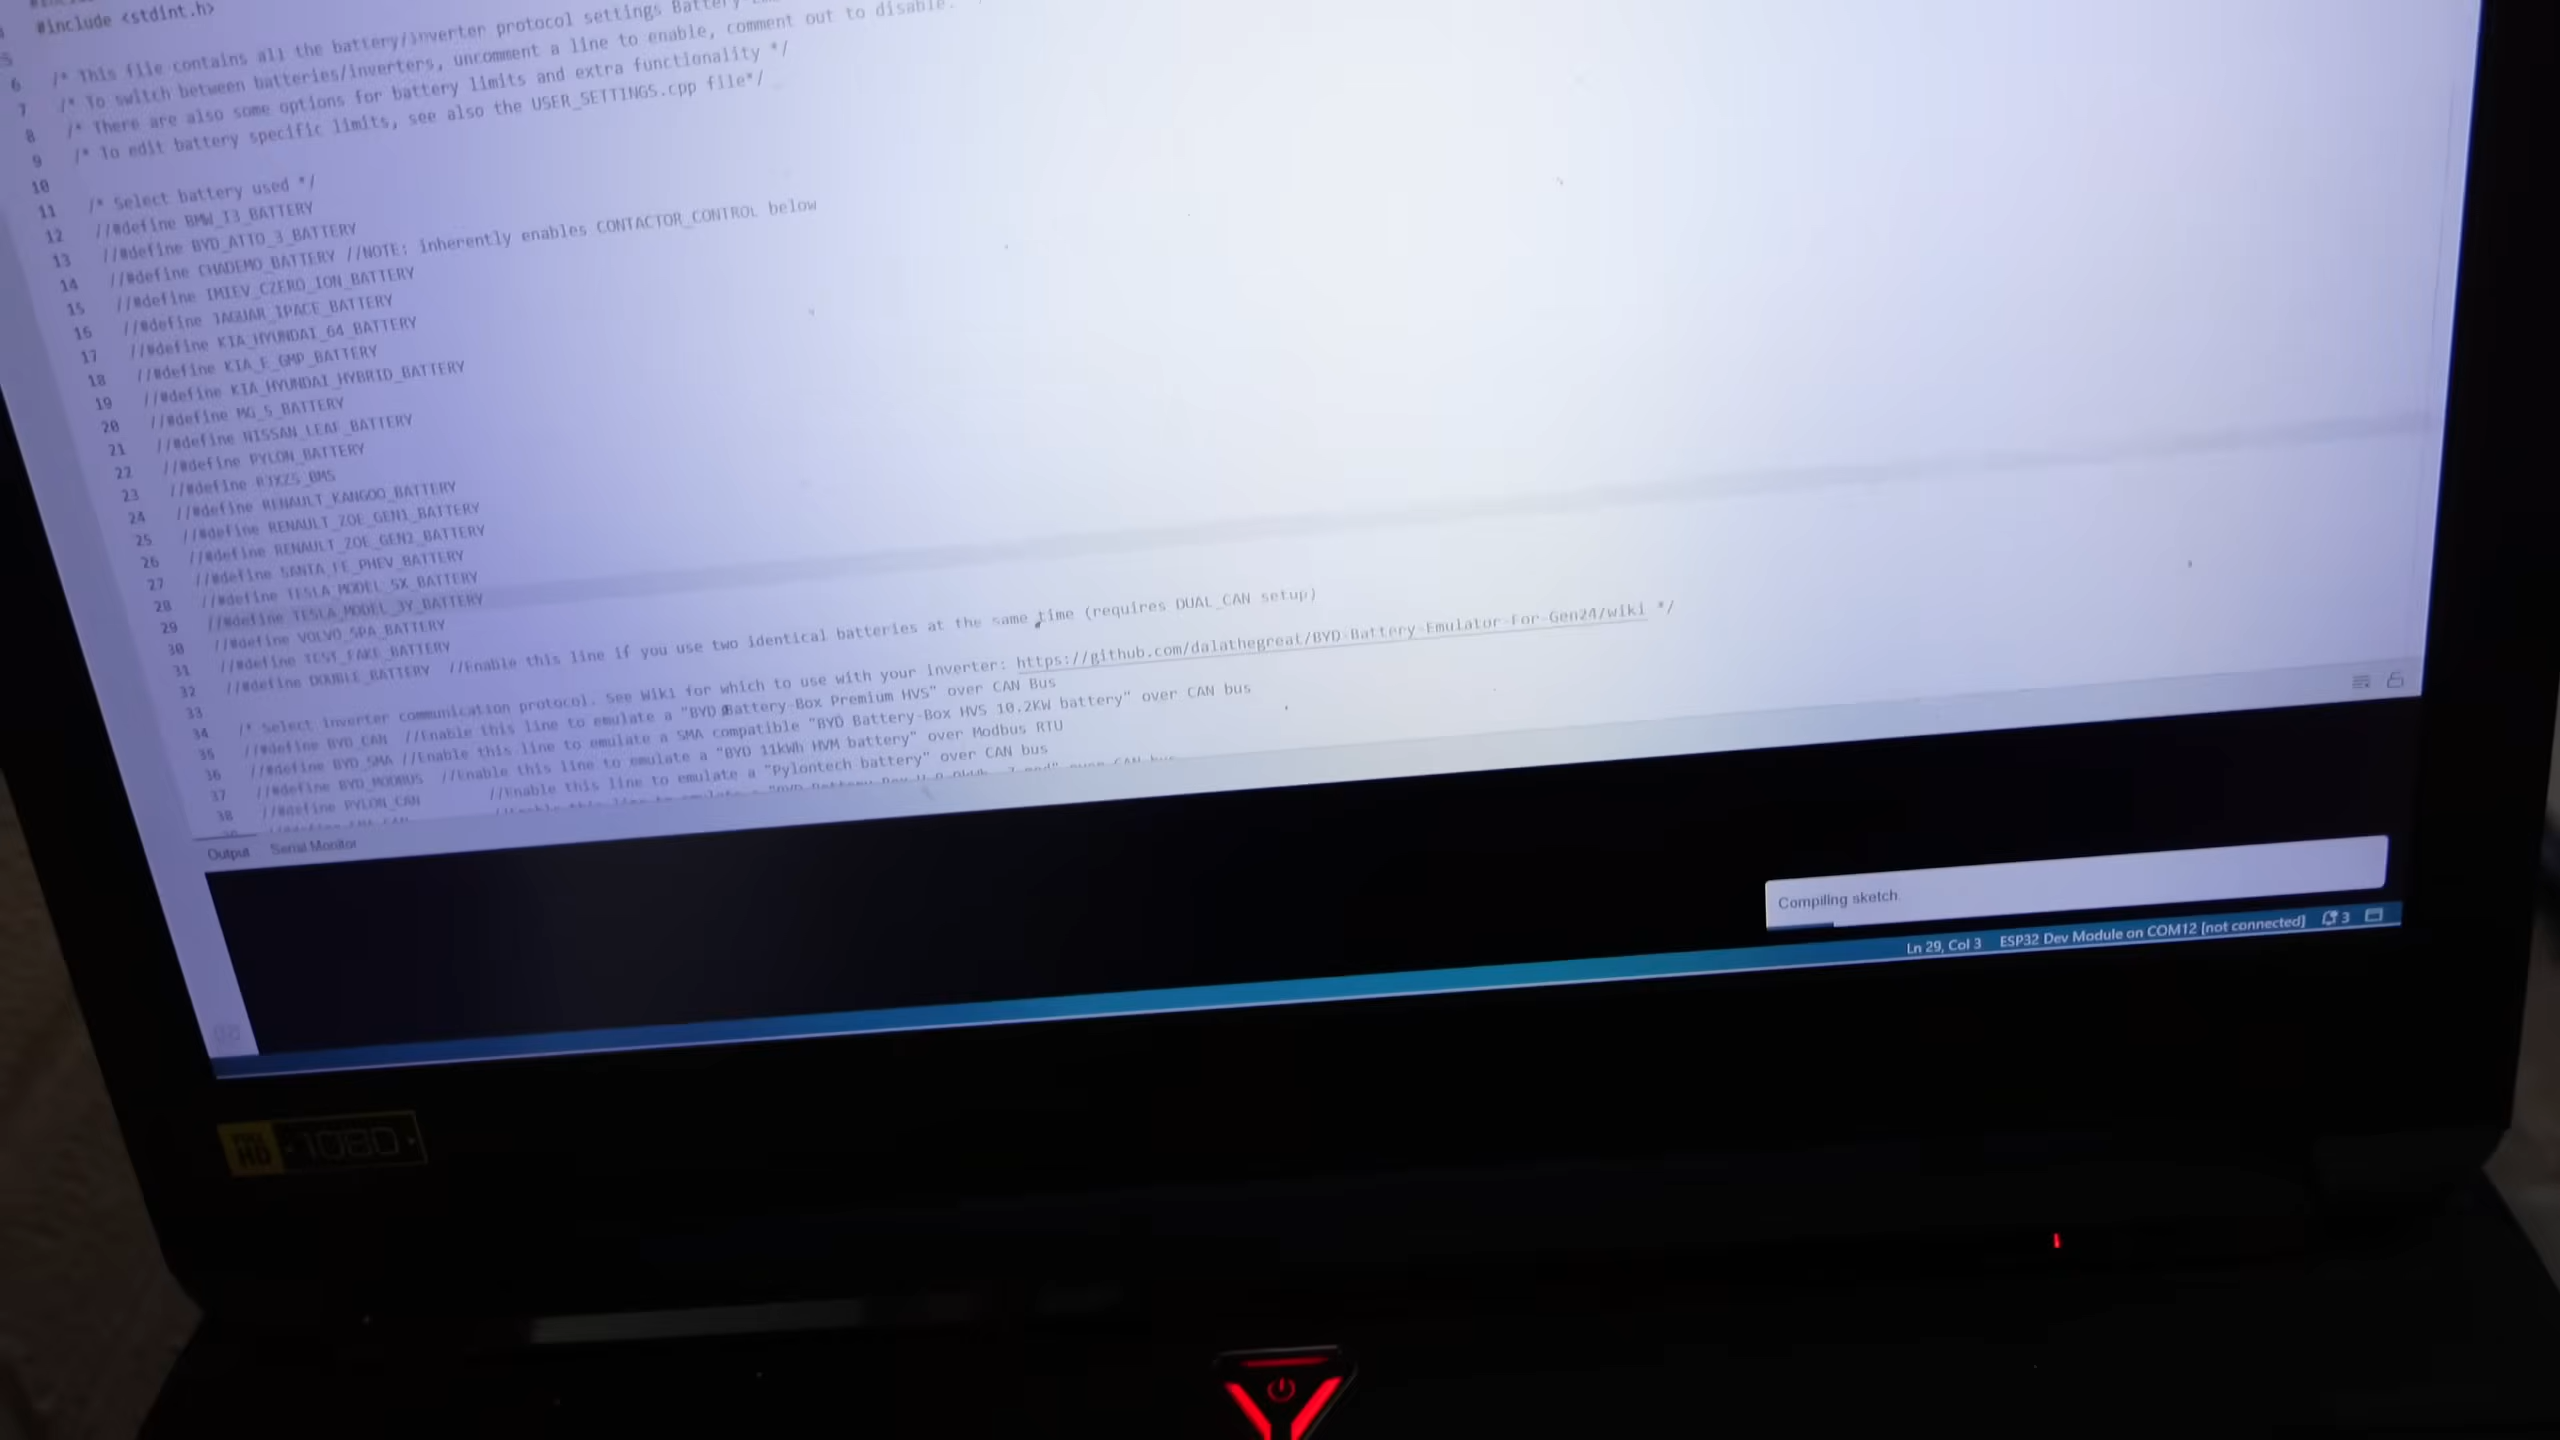 #include <stdint.h>
5
6 /* This file contains all the battery/inverter protocol settings Battery
7 /* To switch between batteries/inverters, uncomment a line to enable, comment out to disable.
8 /* There are also some options for battery limits and extra functionality */
9 /* To edit battery specific limits, see also the USER_SETTINGS.cpp file*/
10
11 /* Select battery used */
12 //#define BMW_I3_BATTERY
13 //#define BYD_ATTO_3_BATTERY
14 //#define CHADEMO_BATTERY //NOTE: inherently enables CONTACTOR_CONTROL below
15 //#define IMIEV_CZERO_ION_BATTERY
16 //#define JAGUAR_IPACE_BATTERY
17 //#define KIA_HYUNDAI_64_BATTERY
18 //#define KIA_E_GMP_BATTERY
19 //#define KIA_HYUNDAI_HYBRID_BATTERY
20 //#define MG_5_BATTERY
21 //#define NISSAN_LEAF_BATTERY
22 //#define PYLON_BATTERY
23 //#define RJXZS_BMS
24 //#define RENAULT_KANGOO_BATTERY
25 //#define RENAULT_ZOE_GEN1_BATTERY
26 //#define RENAULT_ZOE_GEN2_BATTERY
27 //#define SANTA_FE_PHEV_BATTERY
28 //#define TESLA_MODEL_SX_BATTERY
29 //#define TESLA_MODEL_3Y_BATTERY
30 //#define VOLVO_SPA_BATTERY
31 //#define TEST_FAKE_BATTERY
32 //#define DOUBLE_BATTERY //Enable this line if you use two identical batteries at the same time (requires DUAL_CAN setup)
33
34 /* Select inverter communication protocol. See Wiki for which to use with your inverter: https://github.com/dalathegreat/BYD-Battery-Emulator-For-Gen24/wiki */
35 //#define BYD_CAN //Enable this line to emulate a "BYD Battery-Box Premium HVS" over CAN Bus
36 //#define BYD_SMA //Enable this line to emulate a SMA compatible "BYD Battery-Box HVS 10.2KW battery" over CAN bus
37 //#define BYD_MODBUS //Enable this line to emulate a "BYD 11kWh HVM battery" over Modbus RTU
38 //#define PYLON_CAN //Enable this line to emulate a "Pylontech battery" over CAN bus
Output Serial Monitor
Compiling sketch.
Ln 29, Col 3 ESP32 Dev Module on COM12 [not connected] 3
HD 1080